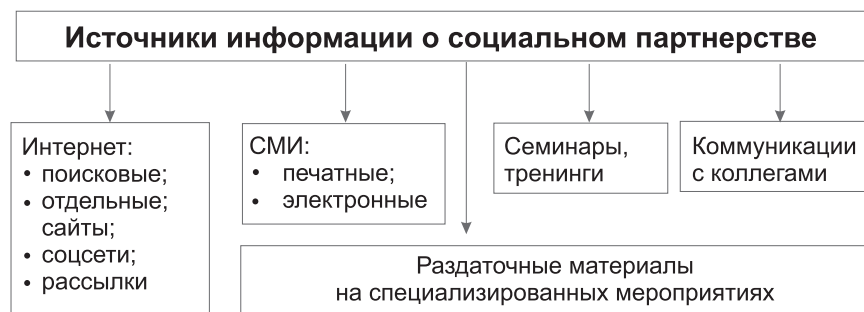 Источники информации о социальном партнерстве
Интернет:
• поисковые;
• отдельные;
сайты;
• соцсети;
• рассылки
СМИ:
• печатные;
• электронные
Семинары,
тренинги
Коммуникации
с коллегами
Раздаточные материалы
на специализированных мероприятиях